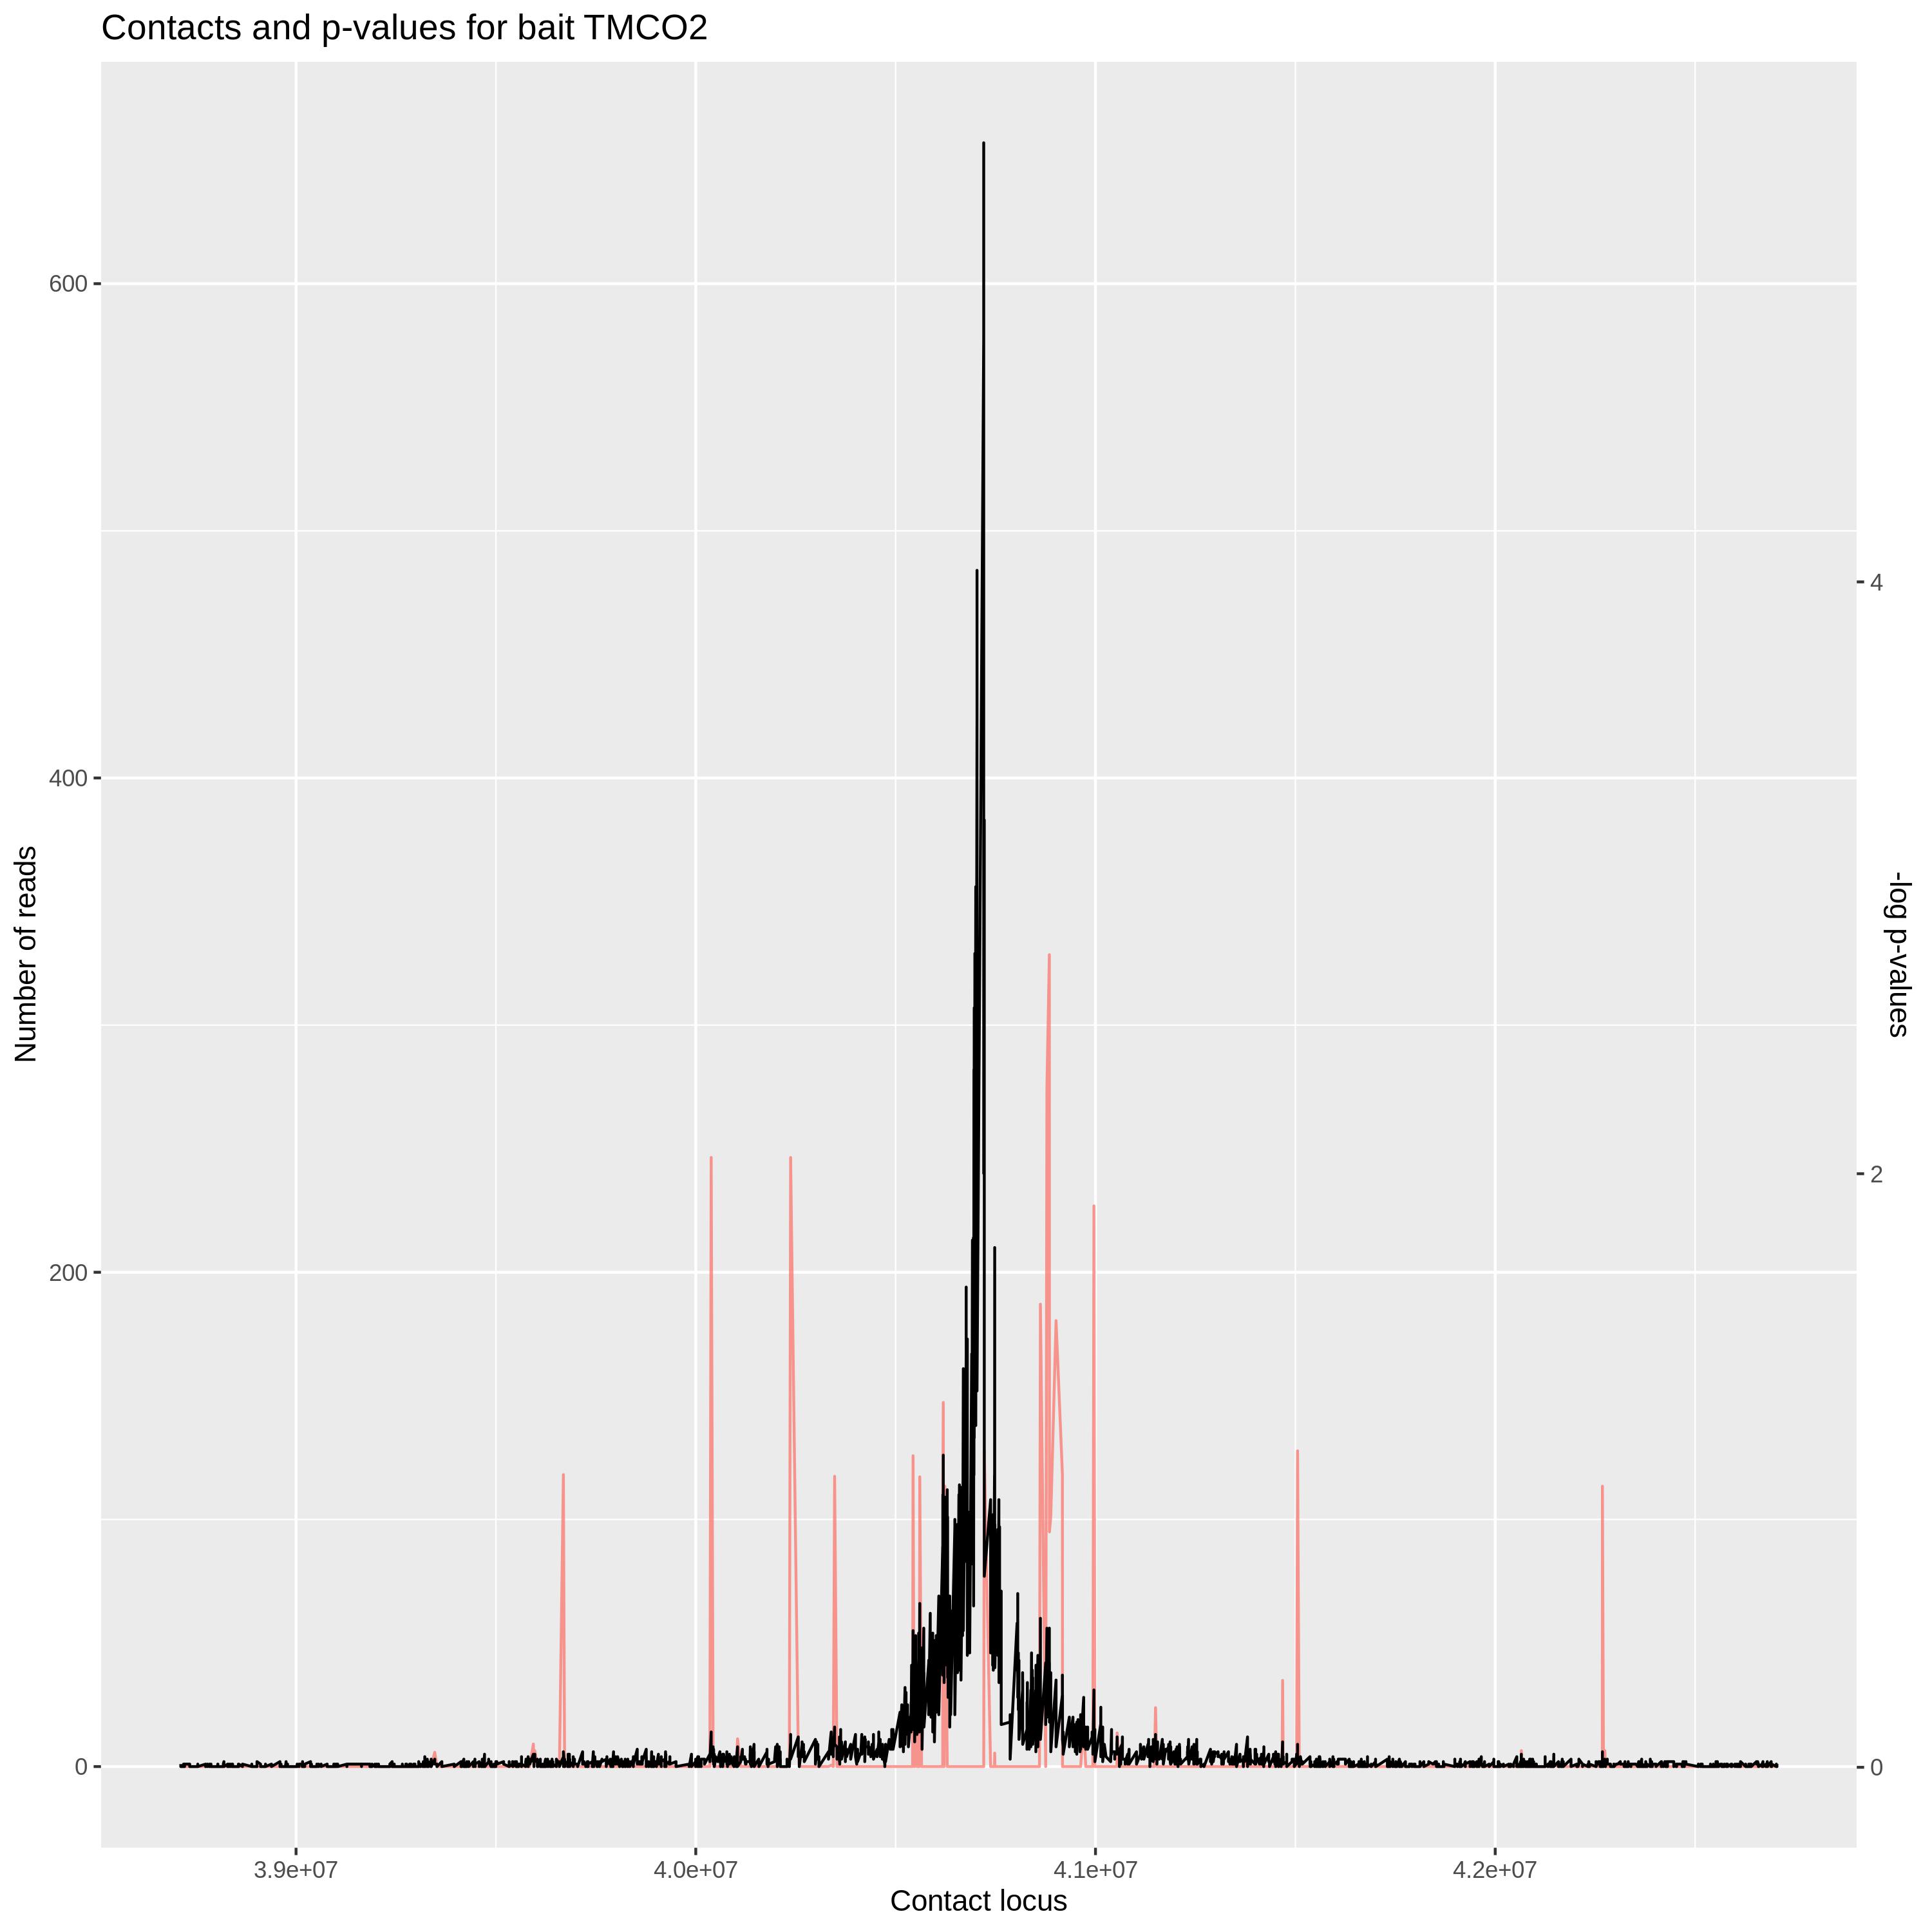 Contacts and p-values for bait TMCO2
600
400
200
0
Number of reads
4
2
0
-log p-values
3.9e+07
4.0e+07
4.1e+07
4.2e+07
Contact locus